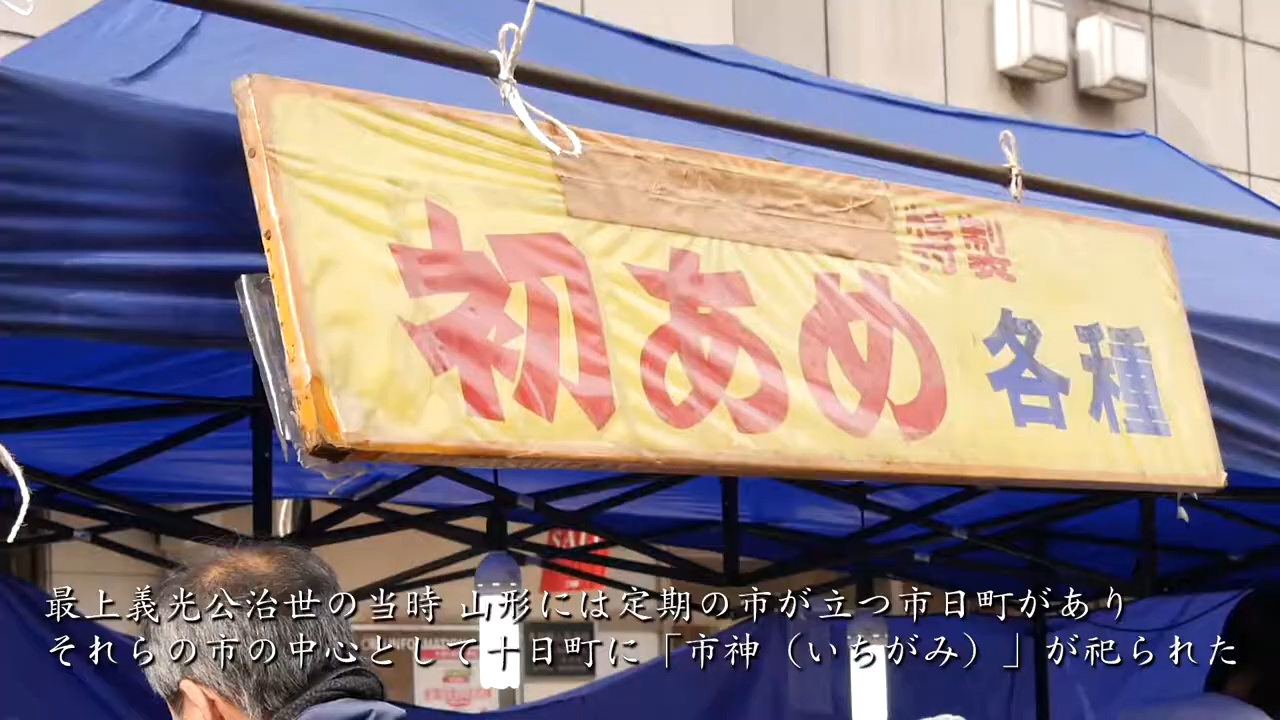 特製
初あめ
各種
SALE
最上義光公治世の当時 山形には定期の市が立つ市日町があり
それらの市の中心として十日町に「市神（いちがみ）」が祀られた